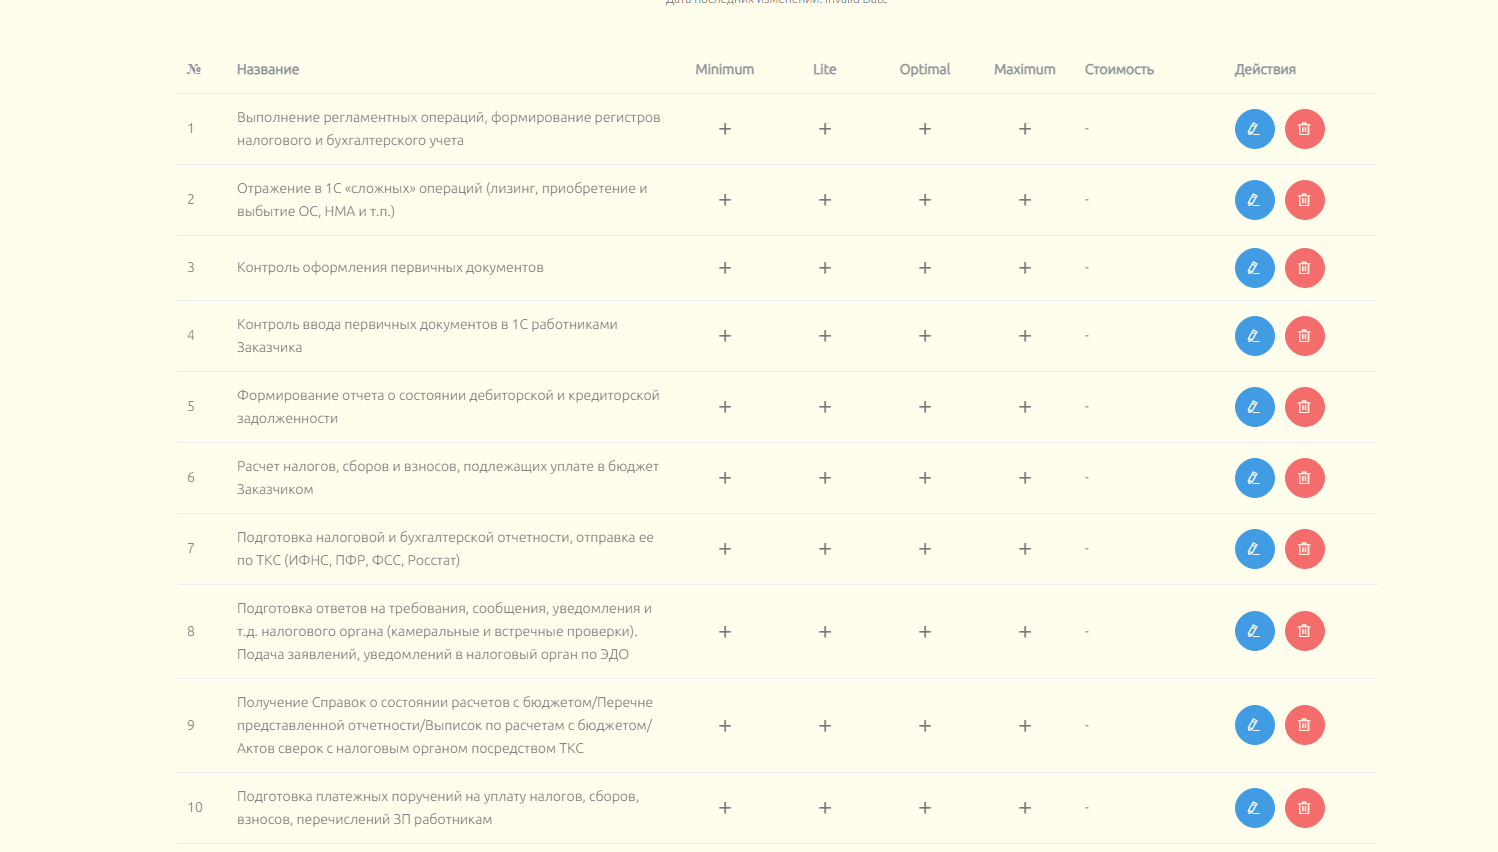 Дата последних изменений: Invalid Date
№ Название Minimum Lite Optimal Maximum Стоимость Действия
1 Выполнение регламентных операций, формирование регистров
налогового и бухгалтерского учета + + + + -
2 Отражение в 1С «сложных» операций (лизинг, приобретение и
выбытие ОС, НМА и т.п.) + + + + -
3 Контроль оформления первичных документов + + + + -
4 Контроль ввода первичных документов в 1С работниками
Заказчика + + + + -
5 Формирование отчета о состоянии дебиторской и кредиторской
задолженности + + + + -
6 Расчет налогов, сборов и взносов, подлежащих уплате в бюджет
Заказчиком + + + + -
7 Подготовка налоговой и бухгалтерской отчетности, отправка ее
по ТКС (ИФНС, ПФР, ФСС, Росстат) + + + + -
8 Подготовка ответов на требования, сообщения, уведомления и
т.д. налогового органа (камеральные и встречные проверки). + + + + -
Подача заявлений, уведомлений в налоговый орган по ЭДО
9 Получение Справок о состоянии расчетов с бюджетом/Перечне
представленной отчетности/Выписок по расчетам с бюджетом/ + + + + -
Актов сверок с налоговым органом посредством ТКС
10 Подготовка платежных поручений на уплату налогов, сборов,
взносов, перечислений ЗП работникам + + + + -